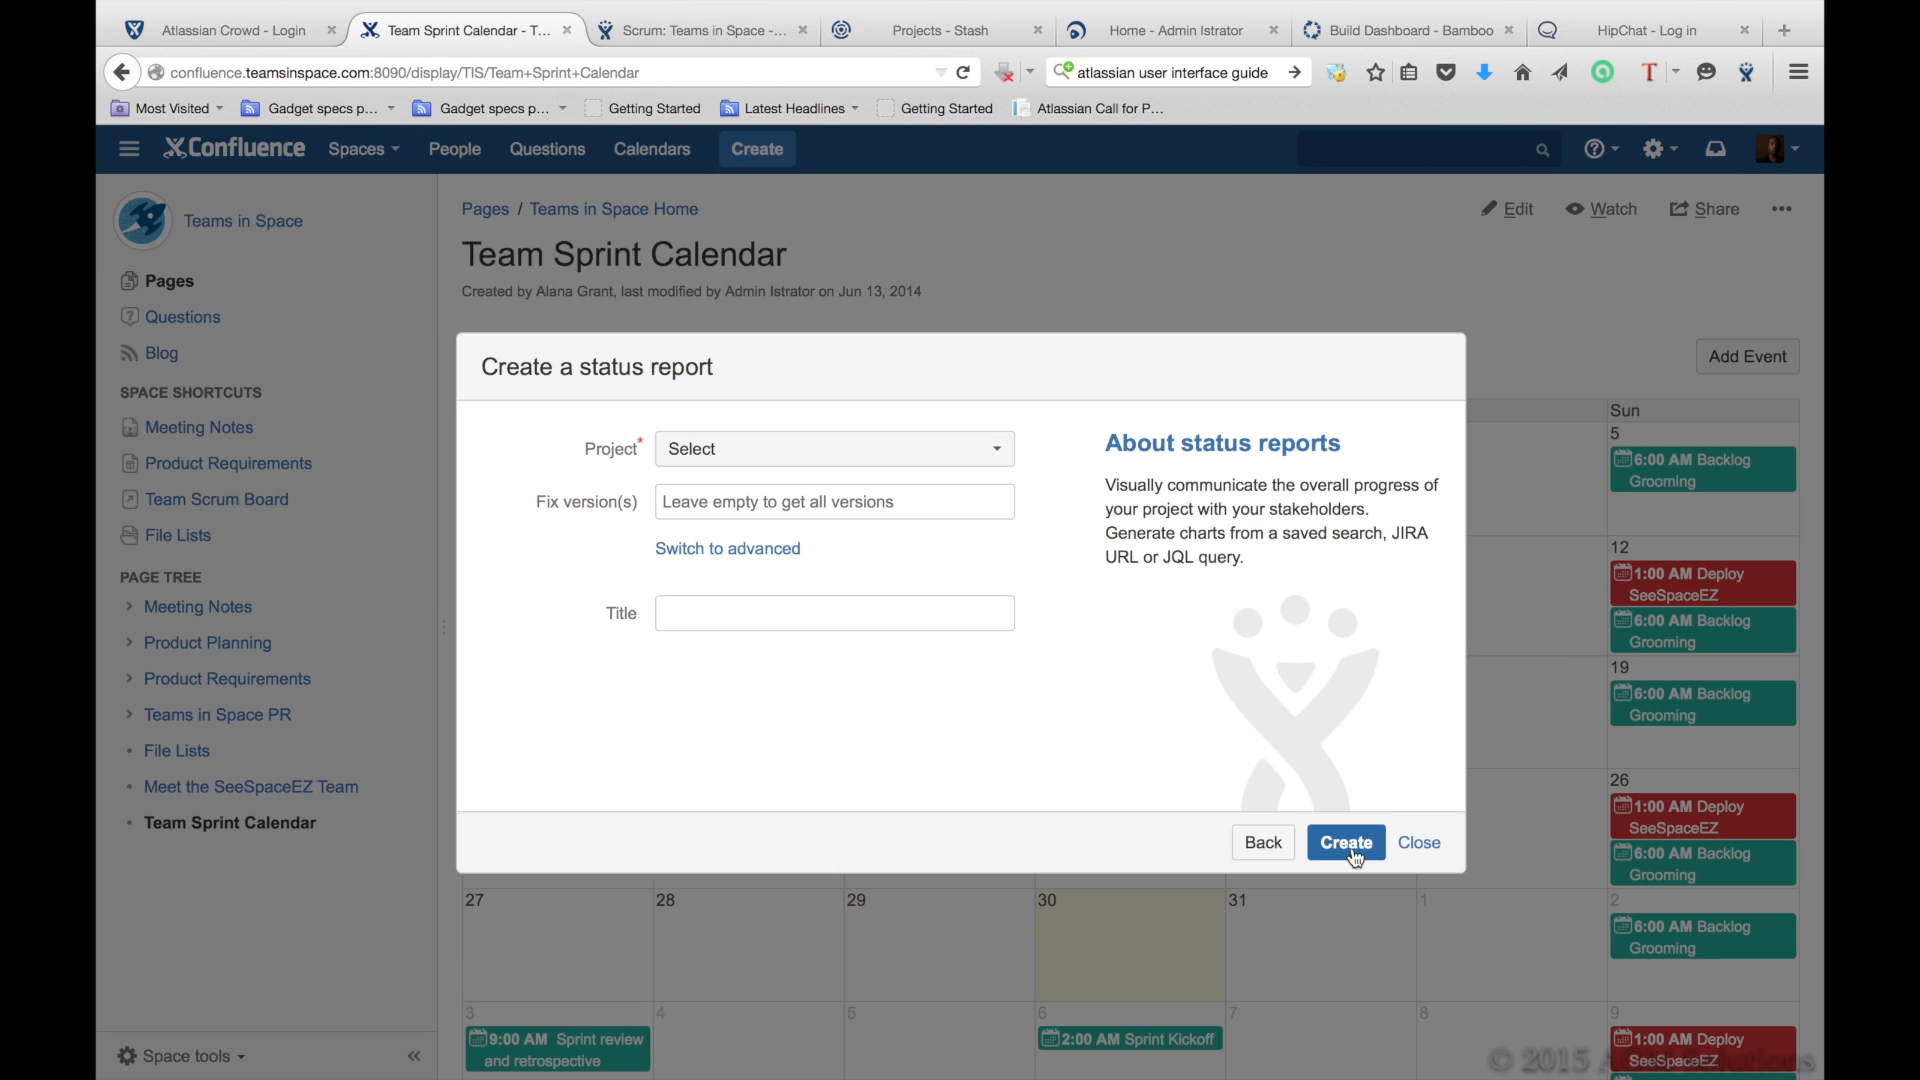 Atlassian Crowd - Login
Team Sprint Calendar - T...
Scrum: Teams in Space -...
Projects - Stash
Home - Admin Istrator
Build Dashboard - Bamboo
HipChat - Log in
confluence.teamsinspace.com:8090/display/TIS/Team+Sprint+Calendar
atlassian user interface guide
Most Visited
Gadget specs p...
Gadget specs p...
Getting Started
Latest Headlines
Getting Started
Atlassian Call for P...
Confluence
Spaces
People
Questions
Calendars
Create
Teams in Space
Pages
Questions
Blog
SPACE SHORTCUTS
Meeting Notes
Product Requirements
Team Scrum Board
File Lists
PAGE TREE
Meeting Notes
Product Planning
Product Requirements
Teams in Space PR
File Lists
Meet the SeeSpaceEZ Team
Team Sprint Calendar
Space tools
Pages / Teams in Space Home
Edit
Watch
Share
Team Sprint Calendar
Created by Alana Grant, last modified by Admin Istrator on Jun 13, 2014
Add Event
Create a status report
Project*
Select
Fix version(s)
Leave empty to get all versions
Switch to advanced
Title
About status reports
Visually communicate the overall progress of
your project with your stakeholders.
Generate charts from a saved search, JIRA
URL or JQL query.
Back
Create
Close
Sun
5
6:00 AM Backlog
Grooming
12
1:00 AM Deploy
SeeSpaceEZ
6:00 AM Backlog
Grooming
19
6:00 AM Backlog
Grooming
26
1:00 AM Deploy
SeeSpaceEZ
6:00 AM Backlog
Grooming
27
28
29
30
31
1
2
6:00 AM Backlog
Grooming
3
9:00 AM Sprint review
and retrospective
4
5
6
2:00 AM Sprint Kickoff
7
8
9
1:00 AM Deploy
SeeSpaceEZ
© 2015